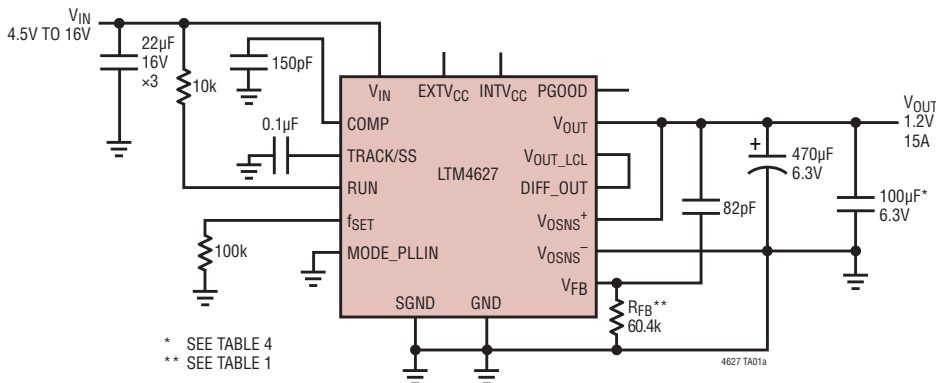 VIN
4.5V TO 16V
22µF
16V
×3
10k
150pF
0.1µF
100k
VIN
EXTVCC
INTVCC
PGOOD
COMP
TRACK/SS
RUN
fSET
MODE_PLLIN
SGND
GND
LTM4627
VOUT
VOUT_LCL
DIFF_OUT
VOSNS+
VOSNS–
VFB
82pF
RFB**
60.4k
+
470µF
6.3V
100µF*
6.3V
VOUT
1.2V
15A
* SEE TABLE 4
** SEE TABLE 1
4627 TA01a